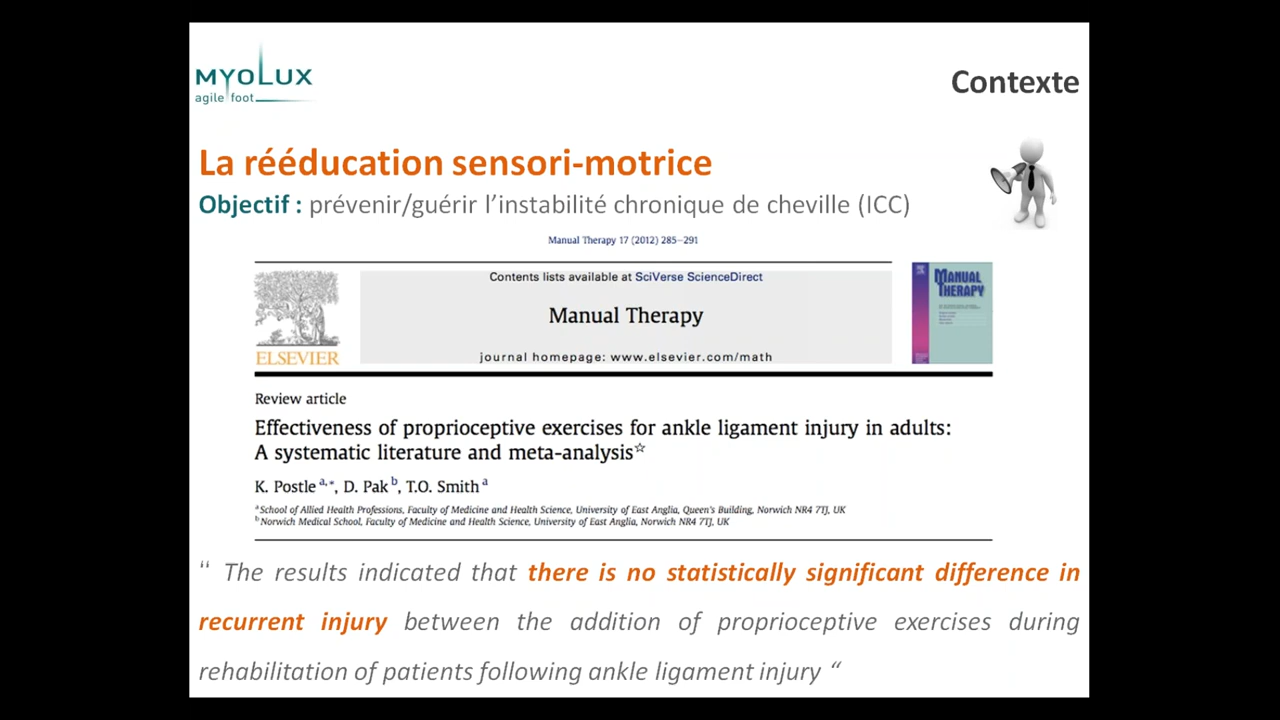 MYOLUX
agile foot
Contexte
La rééducation sensori-motrice
Objectif : prévenir/guérir l'instabilité chronique de cheville (ICC)
Manual Therapy 17 (2012) 285–291
Contents lists available at SciVerse ScienceDirect
Manual Therapy
journal homepage: www.elsevier.com/math
ELSEVIER
MANUAL
THERAPY
Review article
Effectiveness of proprioceptive exercises for ankle ligament injury in adults:
A systematic literature and meta-analysis☆
K. Postle a,*, D. Pak b, T.O. Smith a
a School of Allied Health Professions, Faculty of Medicine and Health Science, University of East Anglia, Queen's Building, Norwich NR4 7TJ, UK
b Norwich Medical School, Faculty of Medicine and Health Science, University of East Anglia, Norwich NR4 7TJ, UK
“ The results indicated that there is no statistically significant difference in
recurrent injury between the addition of proprioceptive exercises during
rehabilitation of patients following ankle ligament injury “